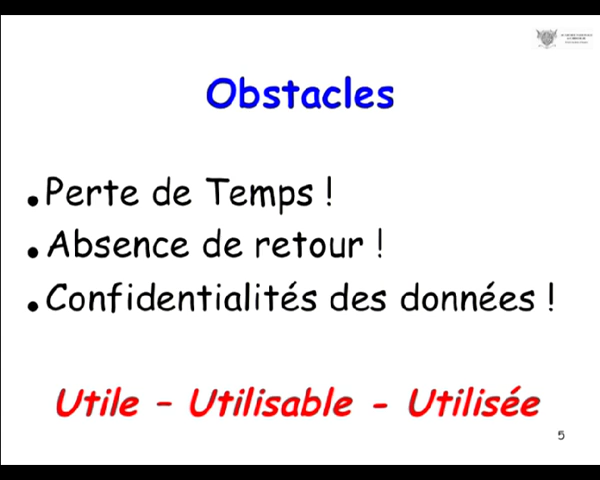 Obstacles
• Perte de Temps !
• Absence de retour !
• Confidentialités des données !
Utile – Utilisable - Utilisée
5